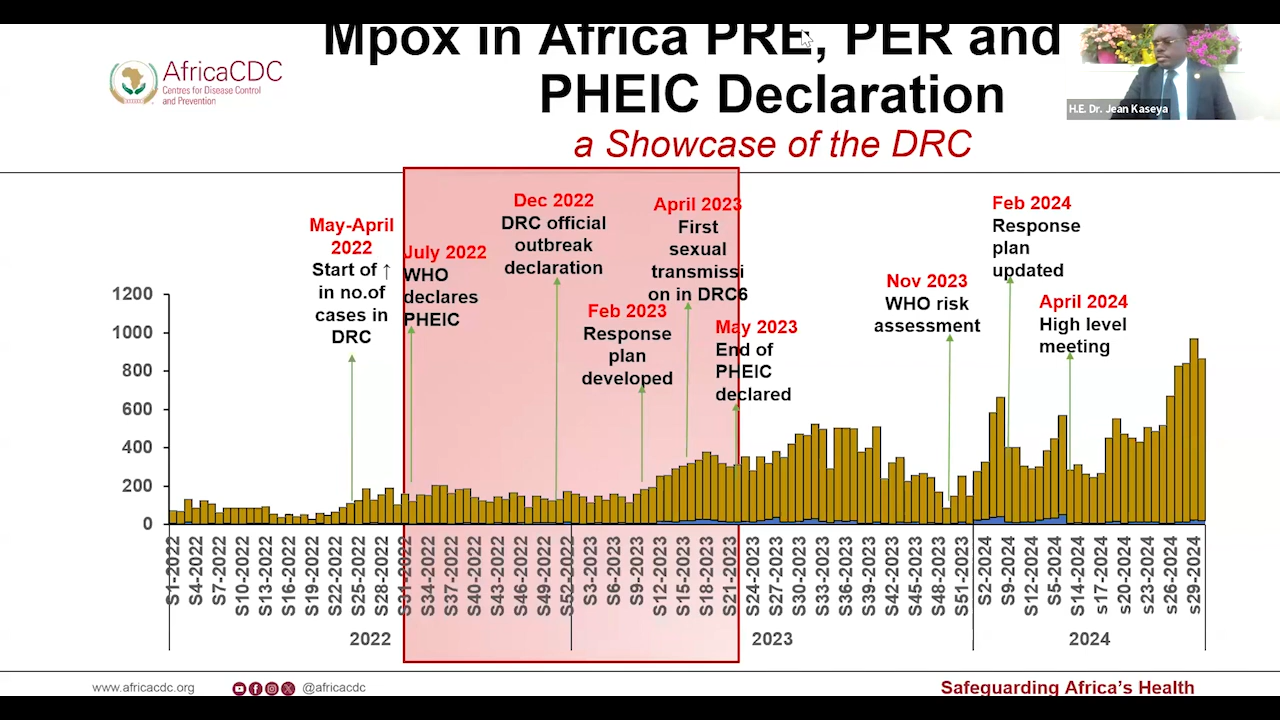 Mpox in Africa PRE, PER and
PHEIC Declaration
a Showcase of the DRC
AfricaCDC
Centres for Disease Control
and Prevention
H.E. Dr. Jean Kaseya
May-April
2022
Start of ↑
in no.of
cases in
DRC
July 2022
WHO
declares
PHEIC
Dec 2022
DRC official
outbreak
declaration
Feb 2023
Response
plan
developed
April 2023
First
sexual
transmissi
on in DRC6
May 2023
End of
PHEIC
declared
Nov 2023
WHO risk
assessment
Feb 2024
Response
plan
updated
April 2024
High level
meeting
1200
1000
800
600
400
200
0
S1-2022
S4-2022
S7-2022
S10-2022
S13-2022
S16-2022
S19-2022
S22-2022
S25-2022
S28-2022
S31-2022
S34-2022
S37-2022
S40-2022
S43-2022
S46-2022
S49-2022
S52-2022
S3-2023
S6-2023
S9-2023
S12-2023
S15-2023
S18-2023
S21-2023
S24-2023
S27-2023
S30-2023
S33-2023
S36-2023
S39-2023
S42-2023
S45-2023
S48-2023
S51-2023
S2-2024
S9-2024
S12-2024
S5-2024
S14-2024
s17-2024
s20-2024
s23-2024
s26-2024
s29-2024
2022
2023
2024
www.africacdc.org
@africacdc
Safeguarding Africa's Health